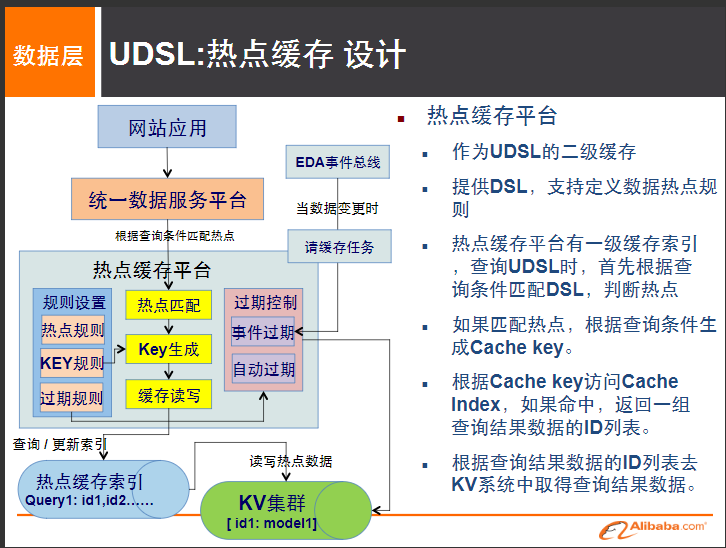 数据层
UDSL:热点缓存 设计
网站应用
EDA事件总线
统一数据服务平台
当数据变更时
根据查询条件匹配热点
请缓存任务
热点缓存平台
规则设置
热点规则
KEY规则
过期规则
热点匹配
Key生成
缓存读写
过期控制
事件过期
自动过期
查询 / 更新索引
读写热点数据
热点缓存索引
Query1: id1,id2......
KV集群
[ id1: model1]
热点缓存平台
作为UDSL的二级缓存
提供DSL，支持定义数据热点规
则
热点缓存平台有一级缓存索引
，查询UDSL时，首先根据查
询条件匹配DSL，判断热点
如果匹配热点，根据查询条件生
成Cache key。
根据Cache key访问Cache
Index，如果命中，返回一组
查询结果数据的ID列表。
根据查询结果数据的ID列表去
KV系统中取得查询结果数据。
Alibaba.com